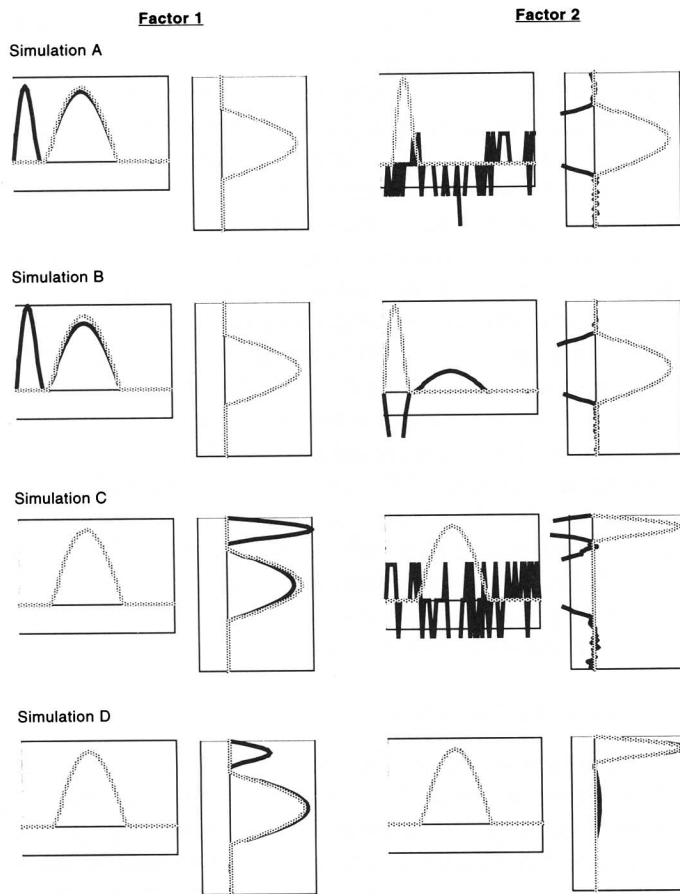 Factor 1
Factor 2
Simulation A
Simulation B
Simulation C
Simulation D